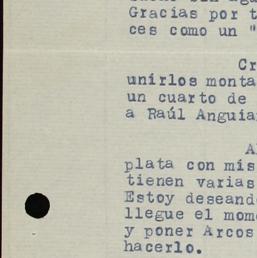 Gracias por t
ces como un "
Cr
unirlos monta
un cuarto de
a Raúl Anguia
A
plata con mis
tienen varias
Estoy deseand
llegue el mom
y poner Arcos
hacerlo.